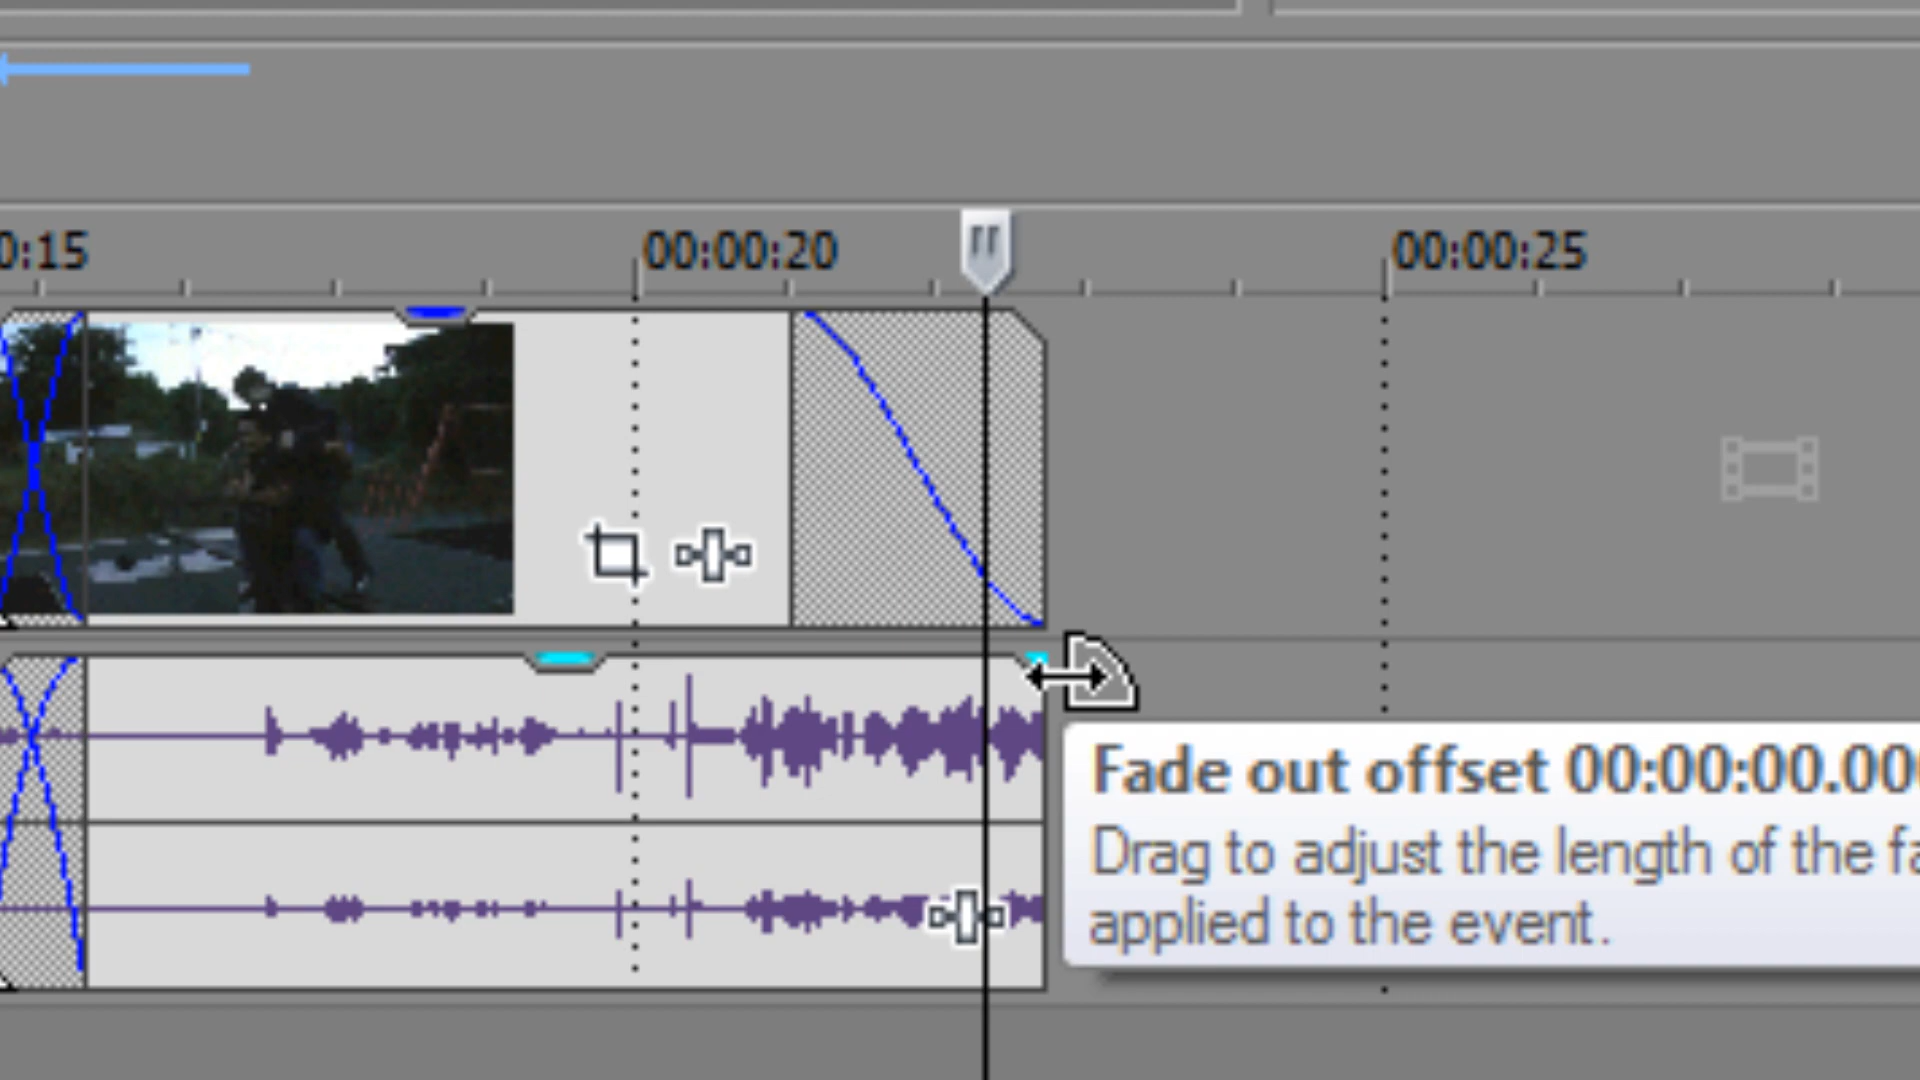 0:15 00:00:20 00:00:25
Fade out offset 00:00:00.00
Drag to adjust the length of the
applied to the event.